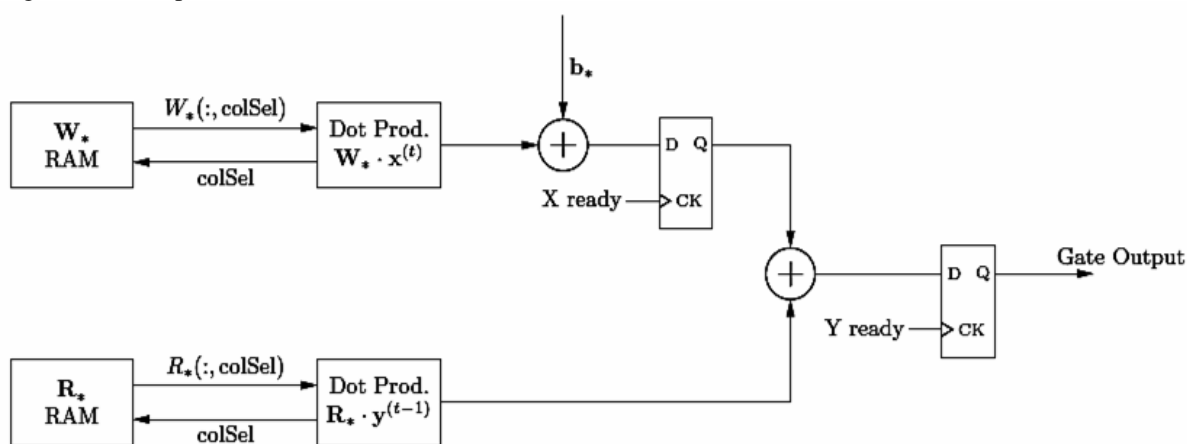 b*
W*(:, colSel)
W*
RAM
Dot Prod.
W* · x(t)
colSel
D Q
X ready
CK
Gate Output
D Q
Y ready
CK
R*(:, colSel)
R*
RAM
Dot Prod.
R* · y(t−1)
colSel